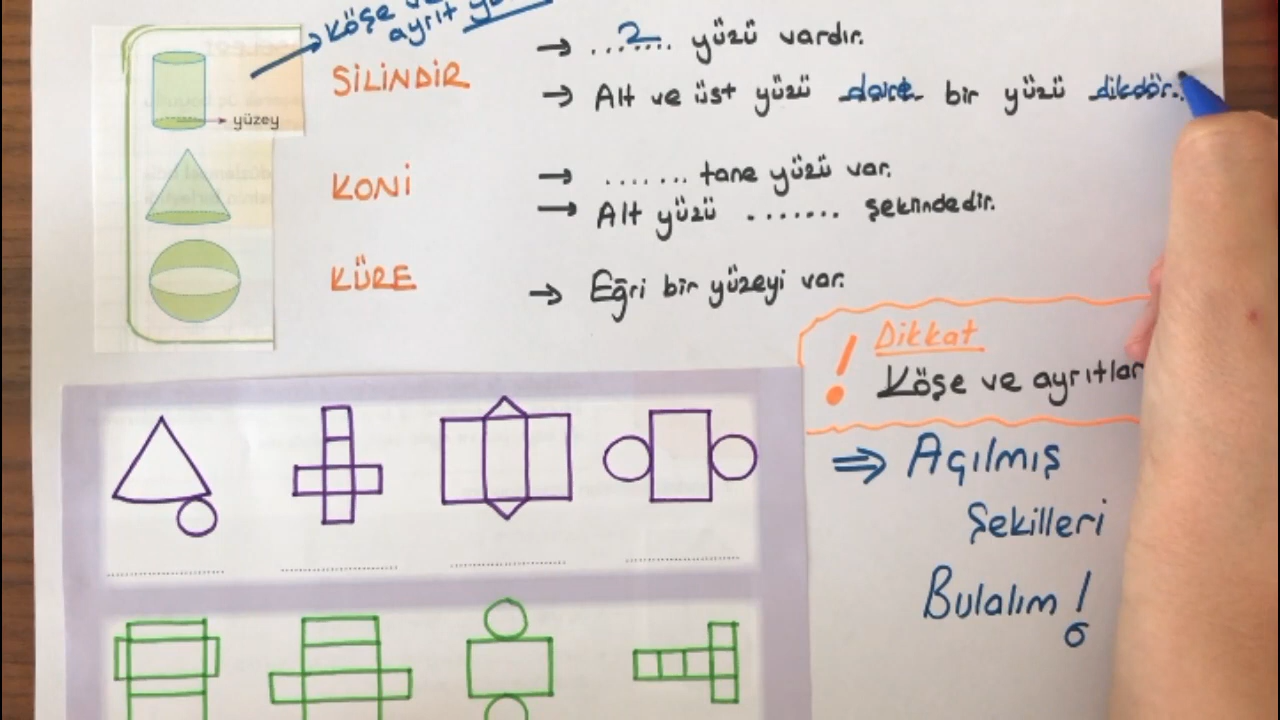 Köşe ve
ayrıt
yüzey
SİLİNDİR
→ ...2... yüzü vardır.
→ Alt ve üst yüzü daire bir yüzü dikdör..
KONİ
→ ....... tane yüzü var.
→ Alt yüzü ....... şeklindedir.
KÜRE
→ Eğri bir yüzeyi var.
! Dikkat
Köşe ve ayrıtlar
⇒ Açılmış
Şekilleri
Bulalım!